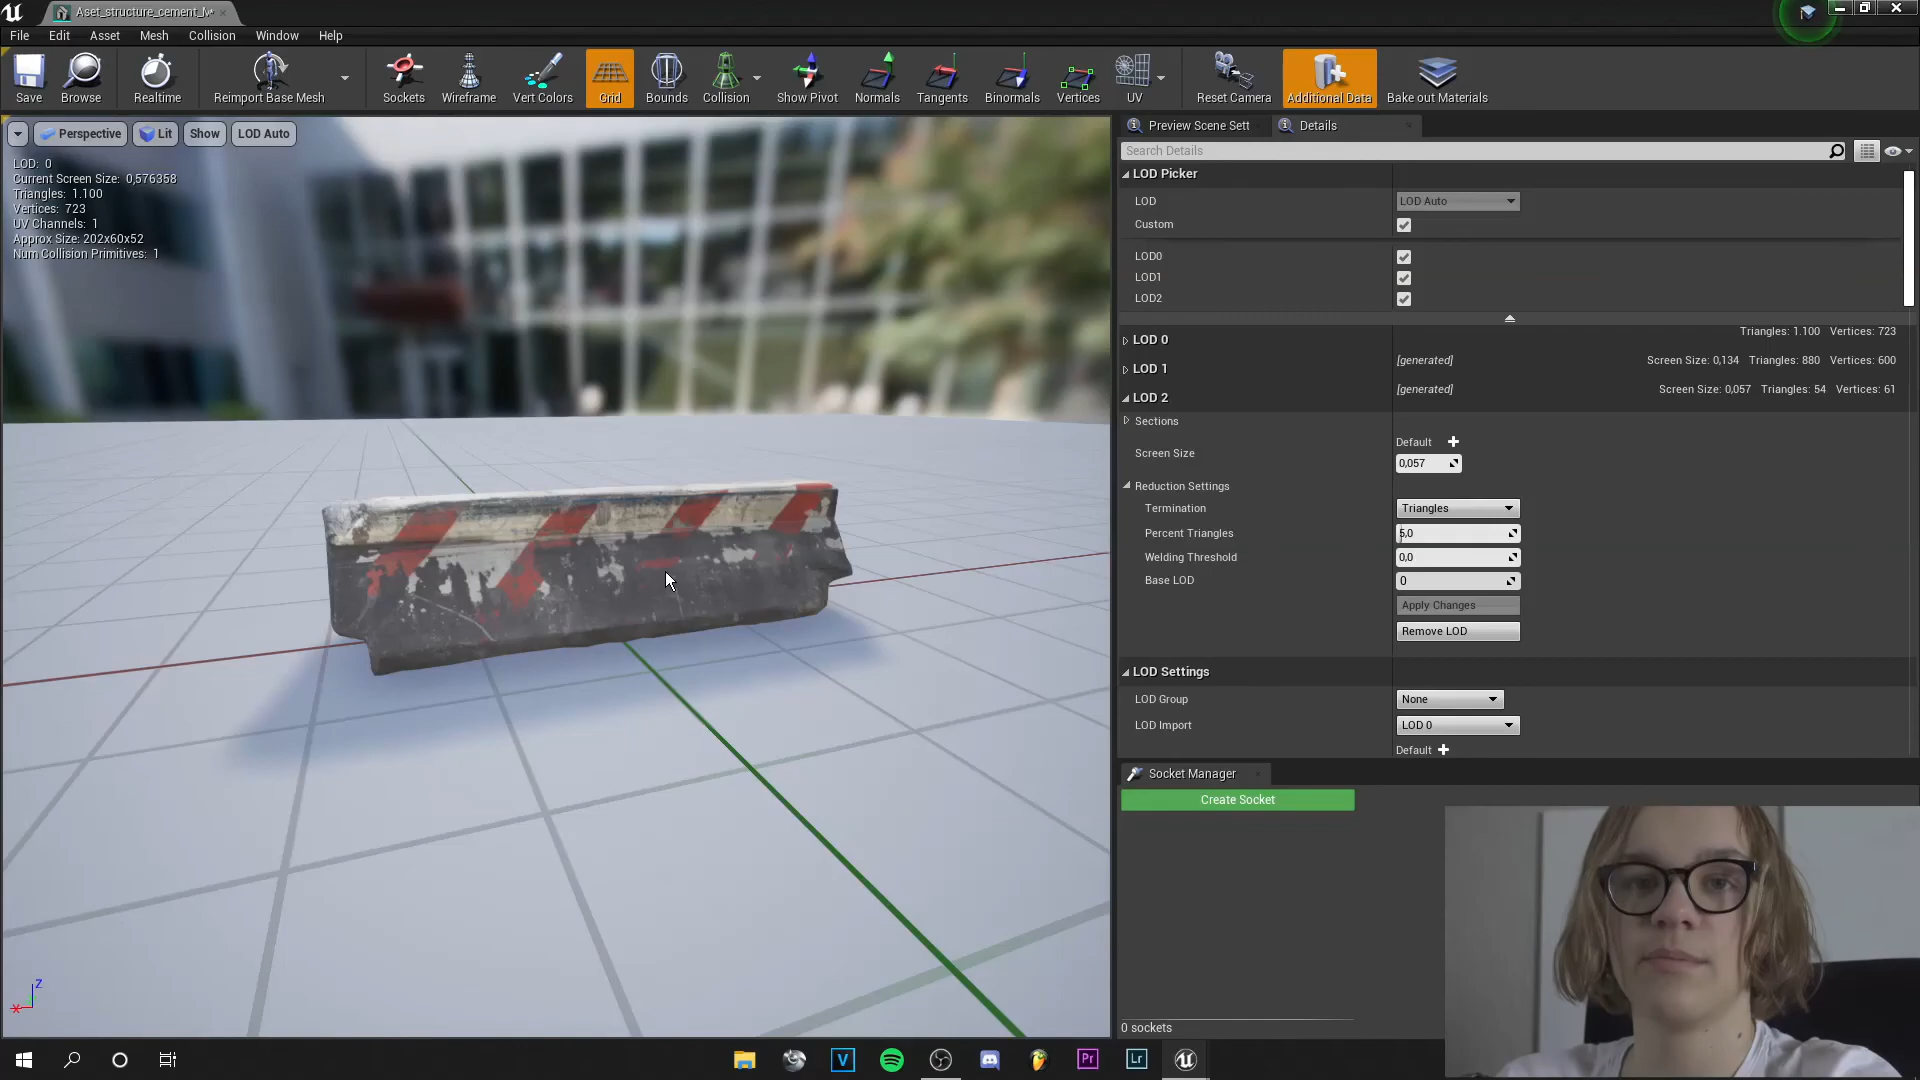 Aset_structure_cement_lv
File Edit Asset Mesh Collision Window Help
Save Browse Realtime Reimport Base Mesh Sockets Wireframe Vert Colors Grid Bounds Collision Show Pivot Normals Tangents Binormals Vertices UV Reset Camera Additional Data Bake out Materials
Perspective Lit Show LOD Auto
LOD: 0
Current Screen Size: 0,576358
Triangles: 1.100
Vertices: 723
UV Channels: 1
Approx Size: 202x60x52
Num Collision Primitives: 1
Z
X
Preview Scene Sett Details
Search Details
LOD Picker
LOD LOD Auto
Custom
LOD0
LOD1
LOD2
Triangles: 1.100 Vertices: 723
LOD 0
[generated] Screen Size: 0,134 Triangles: 880 Vertices: 600
LOD 1
[generated] Screen Size: 0,057 Triangles: 54 Vertices: 61
LOD 2
Sections
Default
Screen Size
0,057
Reduction Settings
Termination Triangles
Percent Triangles 5,0
Welding Threshold 0,0
Base LOD 0
Apply Changes
Remove LOD
LOD Settings
LOD Group None
LOD Import LOD 0
Default
Socket Manager
Create Socket
0 sockets
V Pr Lr